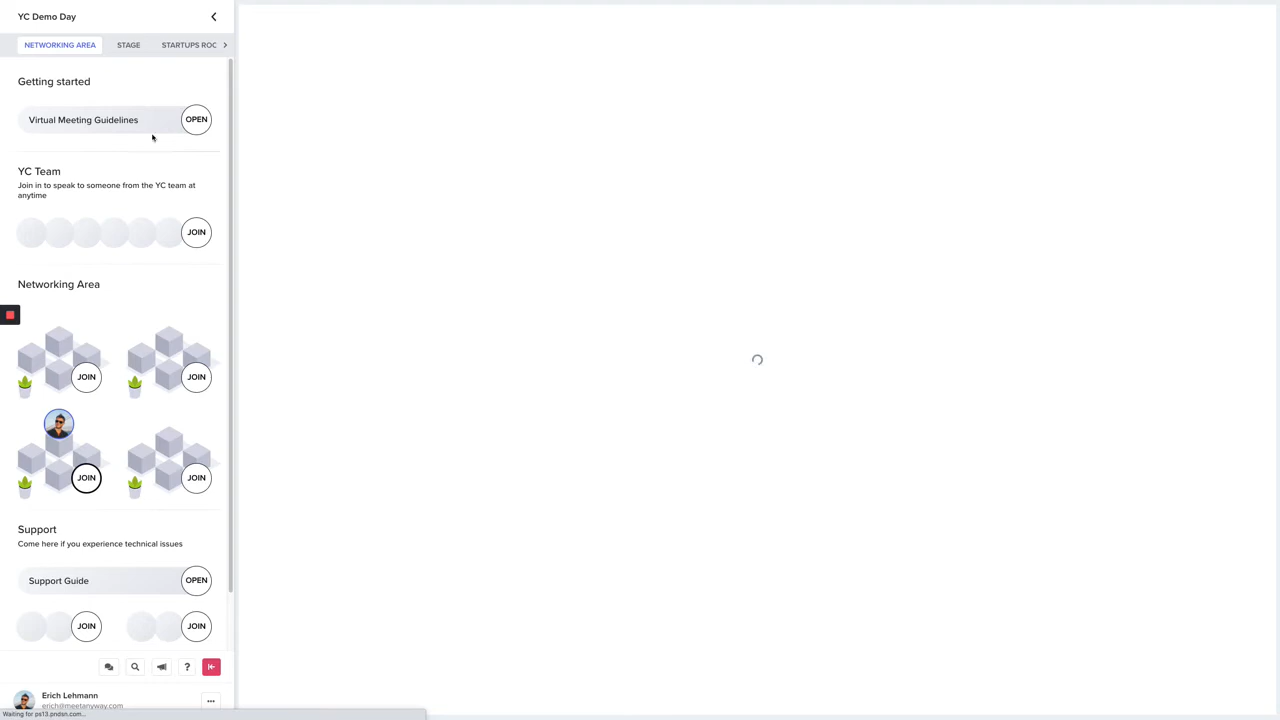 YC Demo Day
NETWORKING AREA STAGE STARTUPS ROC
Getting started
Virtual Meeting Guidelines OPEN
YC Team
Join in to speak to someone from the YC team at
anytime
JOIN
Networking Area
JOIN JOIN
JOIN JOIN
Support
Come here if you experience technical issues
Support Guide OPEN
JOIN JOIN
?
Erich Lehmann
erich@meetanyway.com
Waiting for ps13.pndsn.com...